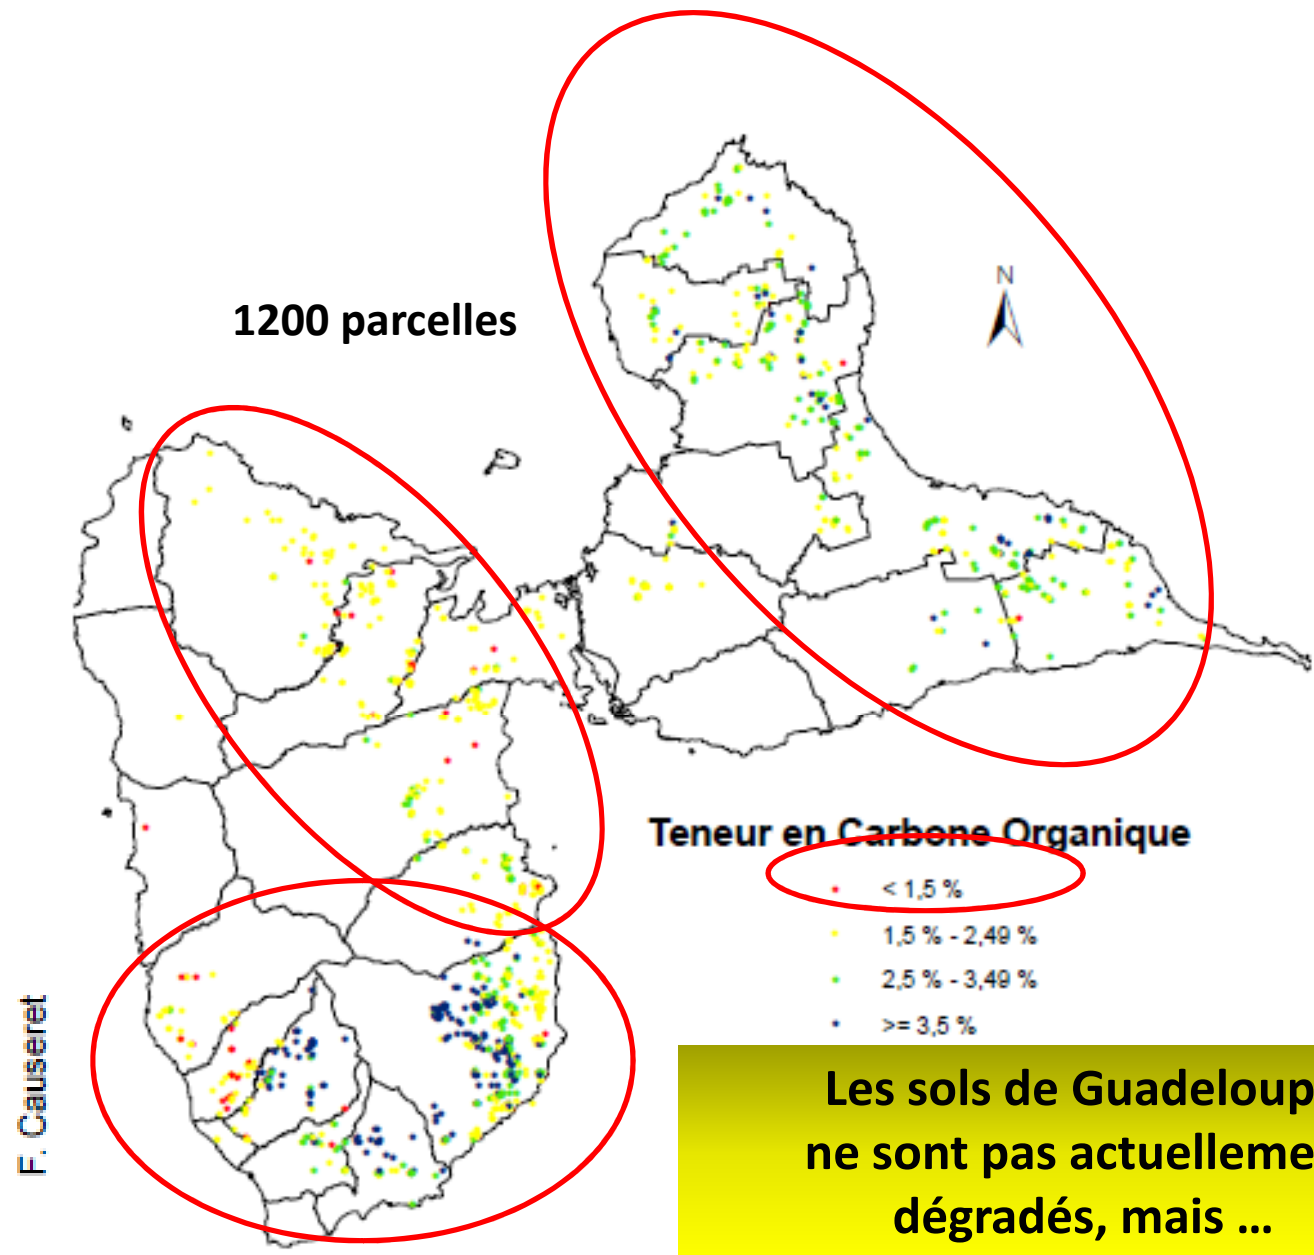 N
1200 parcelles
Teneur en Carbone Organique
< 1,5 %
1,5 % - 2,49 %
2,5 % - 3,49 %
>= 3,5 %
F. Causeret
Les sols de Guadeloup
ne sont pas actuelleme
dégradés, mais ...